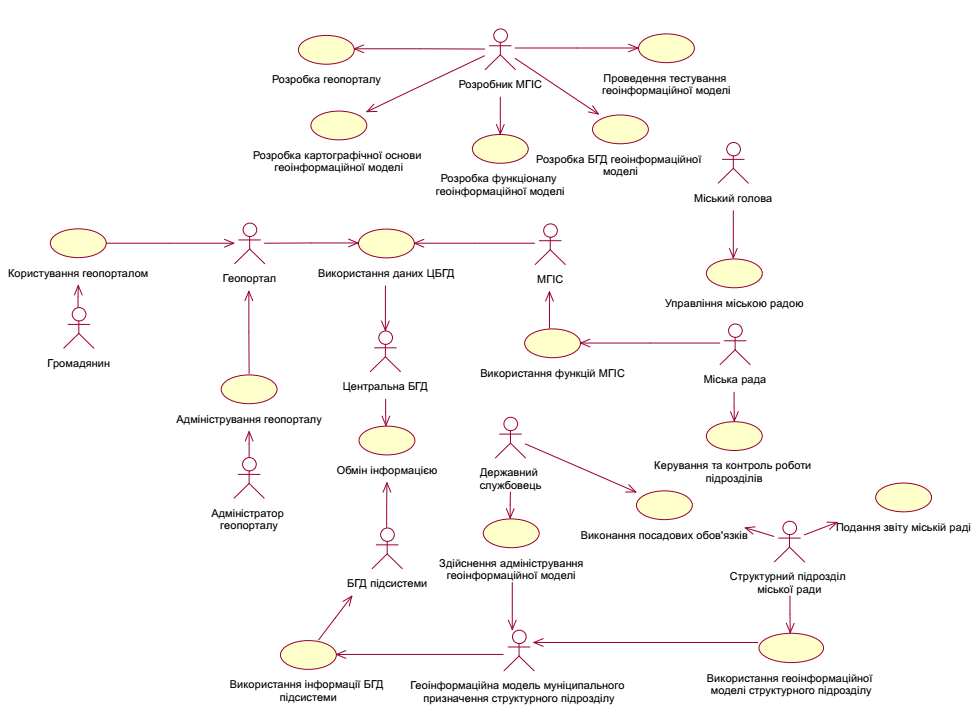 Розробка геопорталу
Розробник МГІС
Проведення тестування
геоінформаційної моделі
Розробка картографічної основи
геоінформаційної моделі
Розробка функціоналу
геоінформаційної моделі
Розробка БГД геоінформаційної
моделі
Міський голова
Користування геопорталом
Геопортал
Використання даних ЦБГД
МГІС
Управління міською радою
Громадянин
Центральна БГД
Використання функцій МГІС
Міська рада
Адміністрування геопорталу
Обмін інформацією
Державний
службовець
Керування та контроль роботи
підрозділів
Адміністратор
геопорталу
Виконання посадових обов'язків
Подання звіту міській раді
БГД підсистеми
Здійснення адміністрування
геоінформаційної моделі
Структурний підрозділ
міської ради
Використання інформації БГД
підсистеми
Геоінформаційна модель муніципального
призначення структурного підрозділу
Використання геоінформаційної
моделі структурного підрозділу